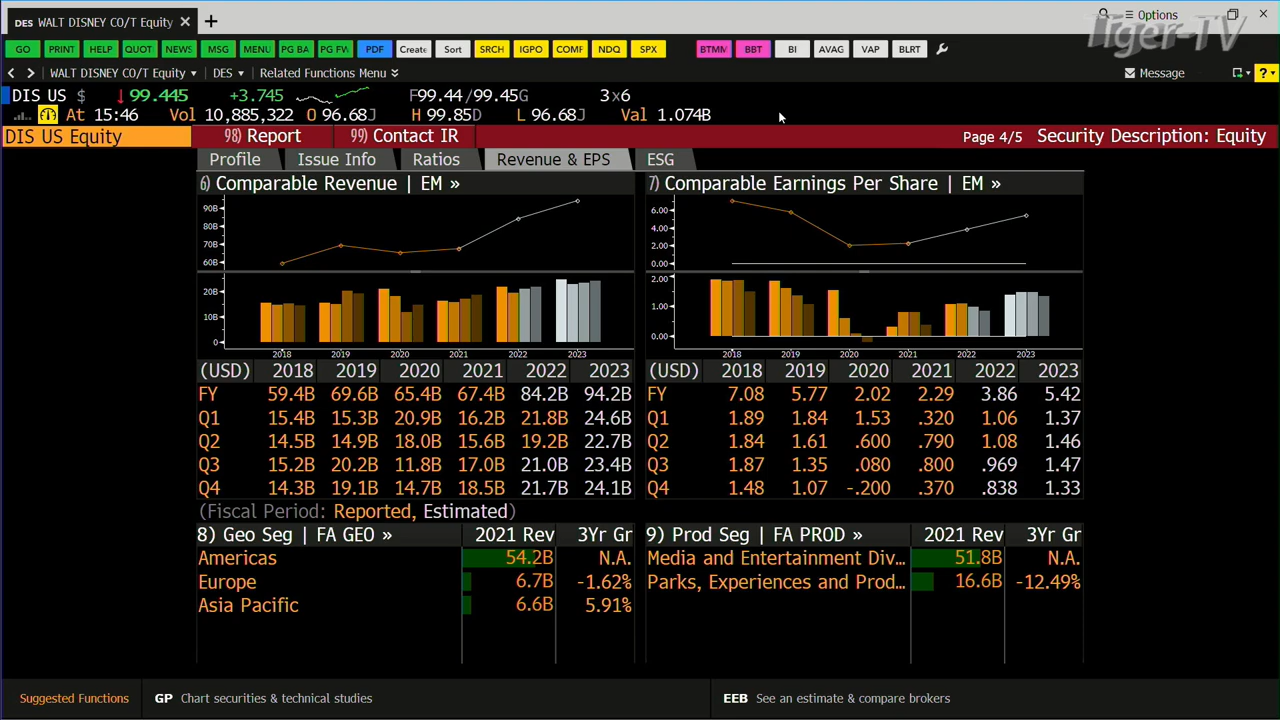 DES WALT DISNEY CO/T Equity × +
Options
Tiger-TV
GO PRINT HELP QUOT NEWS MSG MENU PG BA PG FV PDF Create Sort SRCH IGPO COMF NDQ SPX BTMM BBT BI AVAG VAP BLRT
< > WALT DISNEY CO/T Equity ▾ DES ▾ Related Functions Menu Message ?
DIS US $ ↓99.445 +3.745 F99.44/99.45G 3x6
At 15:46 Vol 10,885,322 O 96.68J H 99.85D L 96.68J Val 1.074B
DIS US Equity 98) Report 99) Contact IR Page 4/5 Security Description: Equity
Profile Issue Info Ratios Revenue & EPS ESG
6) Comparable Revenue | EM »
90B
80B
70B
60B
20B
10B
0
2018 2019 2020 2021 2022 2023
(USD) 2018 2019 2020 2021 2022 2023
FY 59.4B 69.6B 65.4B 67.4B 84.2B 94.2B
Q1 15.4B 15.3B 20.9B 16.2B 21.8B 24.6B
Q2 14.5B 14.9B 18.0B 15.6B 19.2B 22.7B
Q3 15.2B 20.2B 11.8B 17.0B 21.0B 23.4B
Q4 14.3B 19.1B 14.7B 18.5B 21.7B 24.1B
7) Comparable Earnings Per Share | EM »
6.00
4.00
2.00
0.00
2.00
1.00
0.00
2018 2019 2020 2021 2022 2023
(USD) 2018 2019 2020 2021 2022 2023
FY 7.08 5.77 2.02 2.29 3.86 5.42
Q1 1.89 1.84 1.53 .320 1.06 1.37
Q2 1.84 1.61 .600 .790 1.08 1.46
Q3 1.87 1.35 .080 .800 .969 1.47
Q4 1.48 1.07 -.200 .370 .838 1.33
(Fiscal Period: Reported, Estimated)
8) Geo Seg | FA GEO » 2021 Rev 3Yr Gr
Americas 54.2B N.A.
Europe 6.7B -1.62%
Asia Pacific 6.6B 5.91%
9) Prod Seg | FA PROD » 2021 Rev 3Yr Gr
Media and Entertainment Div... 51.8B N.A.
Parks, Experiences and Prod... 16.6B -12.49%
Suggested Functions GP Chart securities & technical studies EEB See an estimate & compare brokers